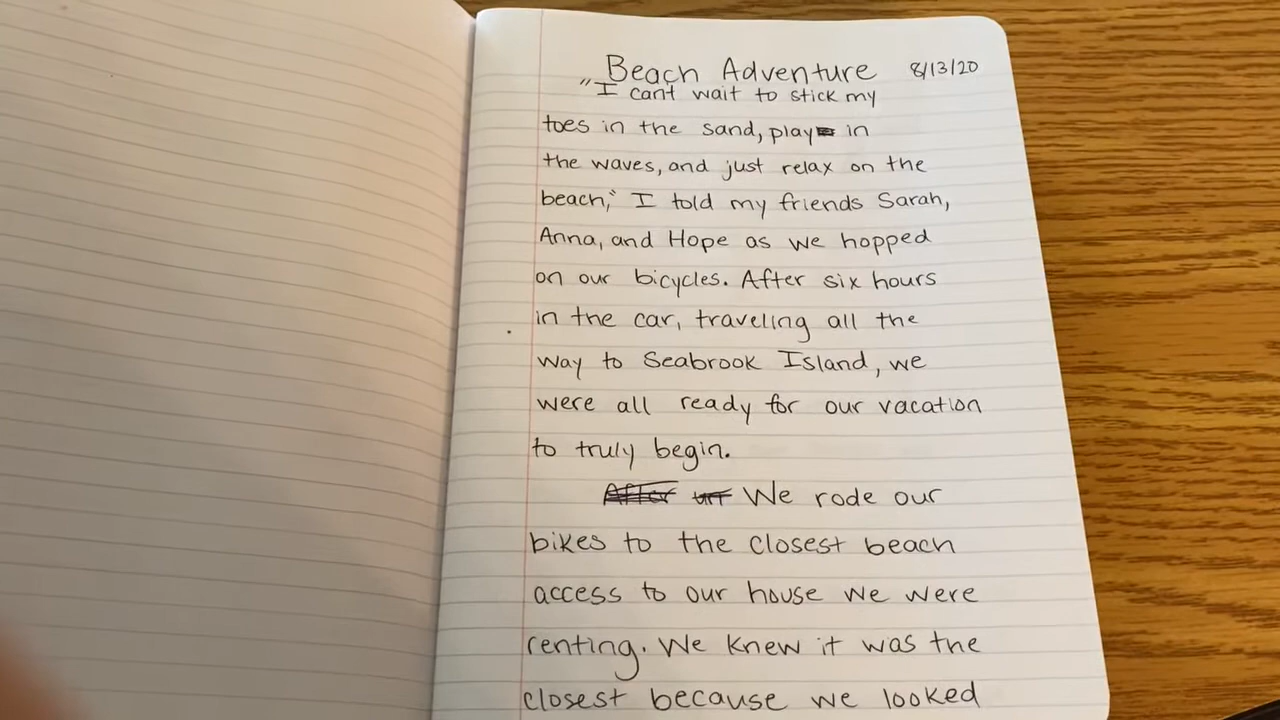 Beach Adventure 8/13/20
"I cant wait to stick my
toes in the sand, play in
the waves, and just relax on the
beach," I told my friends Sarah,
Anna, and Hope as we hopped
on our bicycles. After six hours
in the car, traveling all the
way to Seabrook Island, we
were all ready for our vacation
to truly begin.
After We rode our
bikes to the closest beach
access to our house we were
renting. We knew it was the
closest because we looked